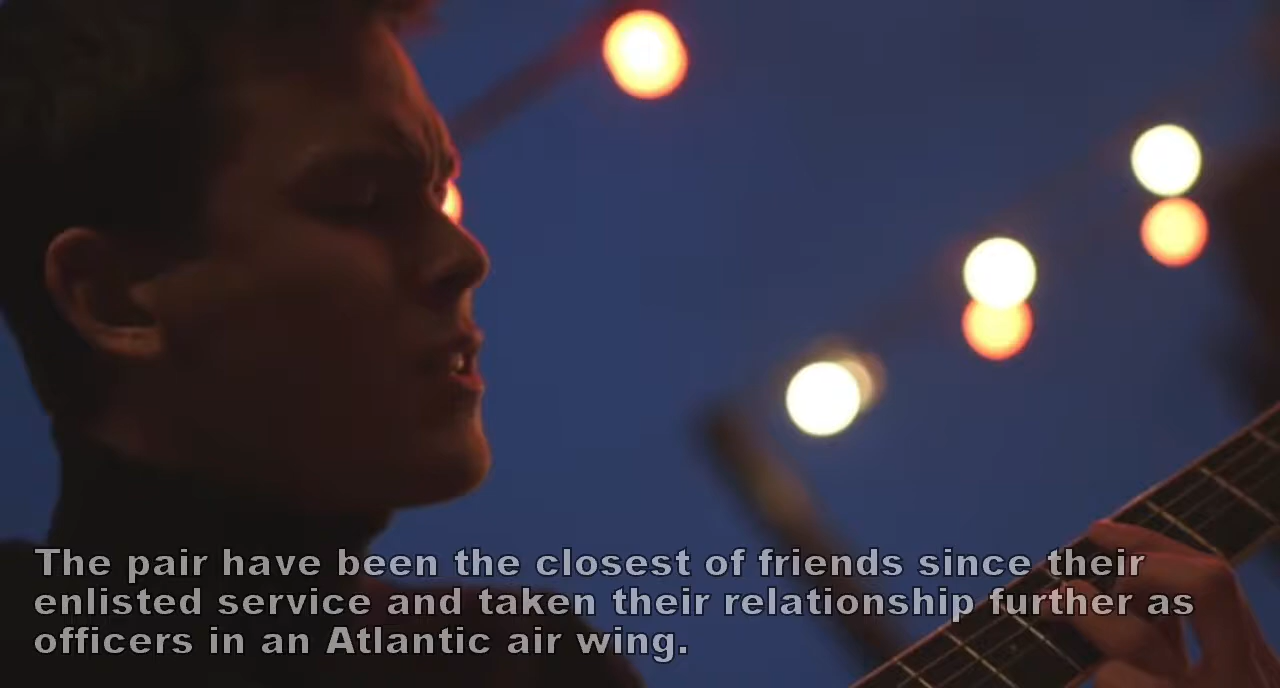 The pair have been the closest of friends since their
enlisted service and taken their relationship further as
officers in an Atlantic air wing.